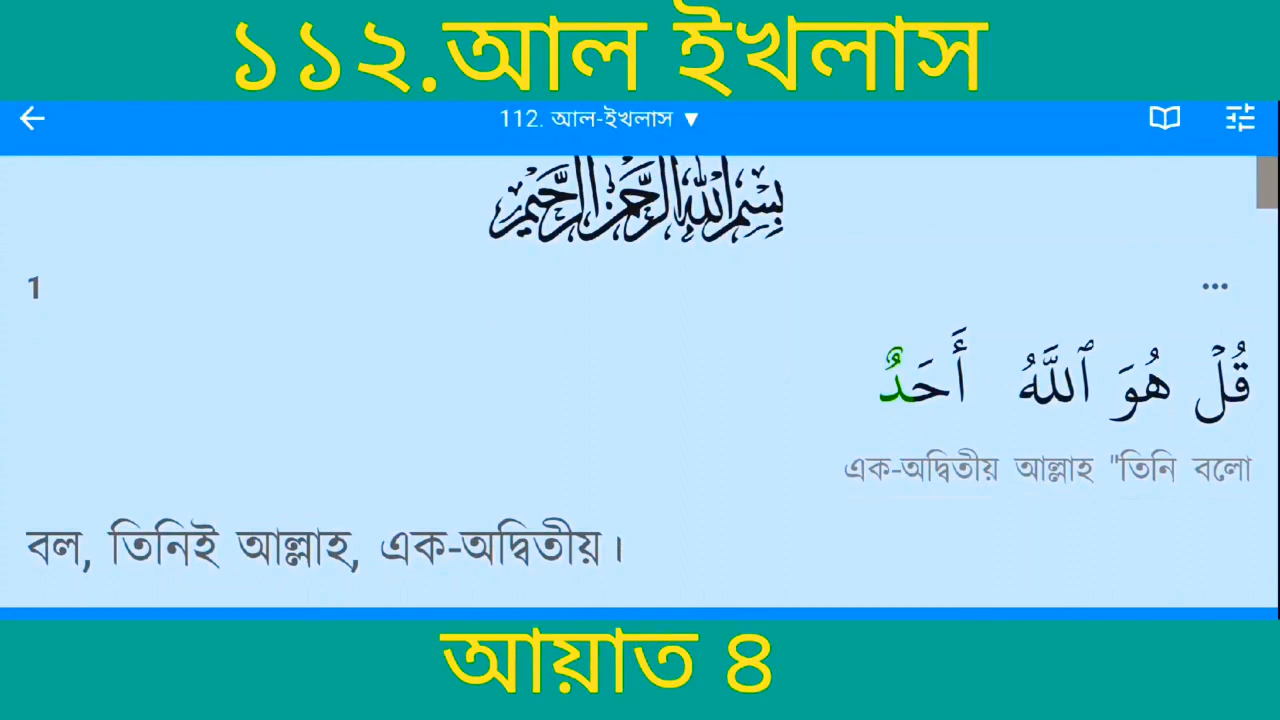 ১১২.আল ইখলাস
112. আল-ইখলাস ▼
بِسْمِ اللَّهِ الرَّحْمَٰنِ الرَّحِيمِ
1
قُلۡ هُوَ ٱللَّهُ أَحَدٌ
এক-অদ্বিতীয় আল্লাহ "তিনি বলো
বল, তিনিই আল্লাহ, এক-অদ্বিতীয়।
আয়াত ৪